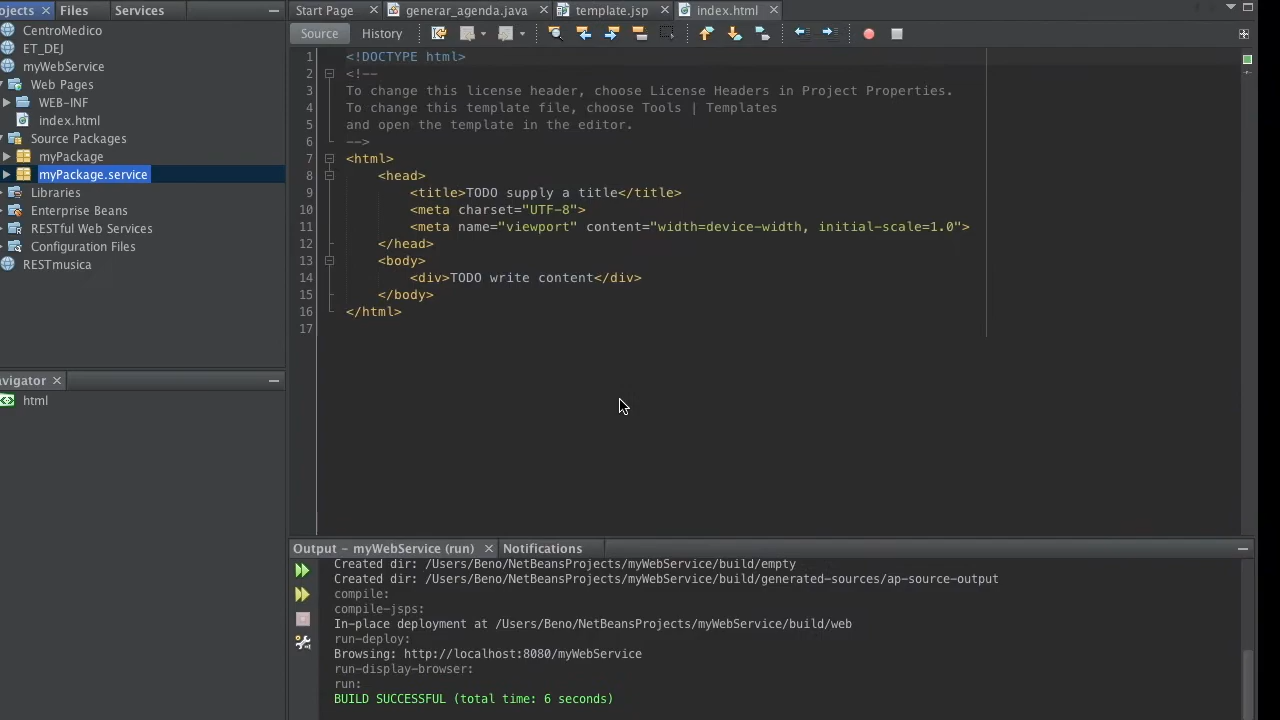 ojects
Files
Services
CentroMedico
ET_DEJ
myWebService
Web Pages
WEB-INF
index.html
Source Packages
myPackage
myPackage.service
Libraries
Enterprise Beans
RESTful Web Services
Configuration Files
RESTmusica
avigator
html
Start Page
generar_agenda.java
template.jsp
index.html
Source
History
1 <!DOCTYPE html>
2 <!--
3 To change this license header, choose License Headers in Project Properties.
4 To change this template file, choose Tools | Templates
5 and open the template in the editor.
6 -->
7 <html>
8 <head>
9 <title>TODO supply a title</title>
10 <meta charset="UTF-8">
11 <meta name="viewport" content="width=device-width, initial-scale=1.0">
12 </head>
13 <body>
14 <div>TODO write content</div>
15 </body>
16 </html>
17
Output – myWebService (run)
Notifications
Created dir: /Users/Beno/NetBeansProjects/myWebService/build/empty
Created dir: /Users/Beno/NetBeansProjects/myWebService/build/generated-sources/ap-source-output
compile:
compile-jsps:
In-place deployment at /Users/Beno/NetBeansProjects/myWebService/build/web
run-deploy:
Browsing: http://localhost:8080/myWebService
run-display-browser:
run:
BUILD SUCCESSFUL (total time: 6 seconds)